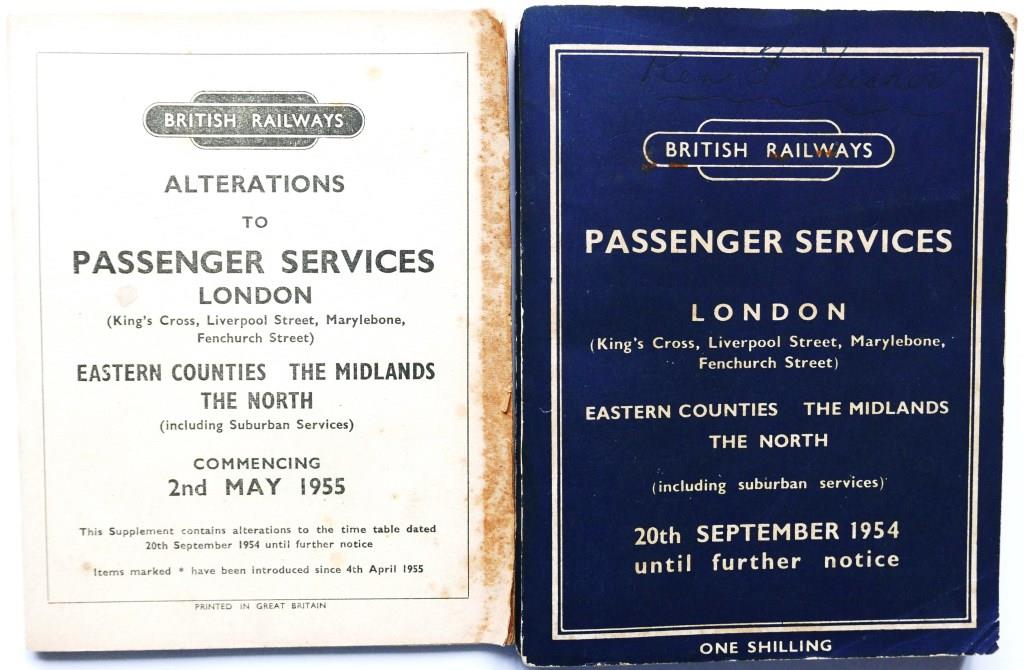 BRITISH RAILWAYS
ALTERATIONS
TO
PASSENGER SERVICES
LONDON
(King's Cross, Liverpool Street, Marylebone,
Fenchurch Street)
EASTERN COUNTIES THE MIDLANDS
THE NORTH
(including Suburban Services)
COMMENCING
2nd MAY 1955
This Supplement contains alterations to the time table dated
20th September 1954 until further notice
Items marked * have been introduced since 4th April 1955
PRINTED IN GREAT BRITAIN
BRITISH RAILWAYS
PASSENGER SERVICES
LONDON
(King's Cross, Liverpool Street, Marylebone,
Fenchurch Street)
EASTERN COUNTIES THE MIDLANDS
THE NORTH
(including suburban services)
20th SEPTEMBER 1954
until further notice
ONE SHILLING